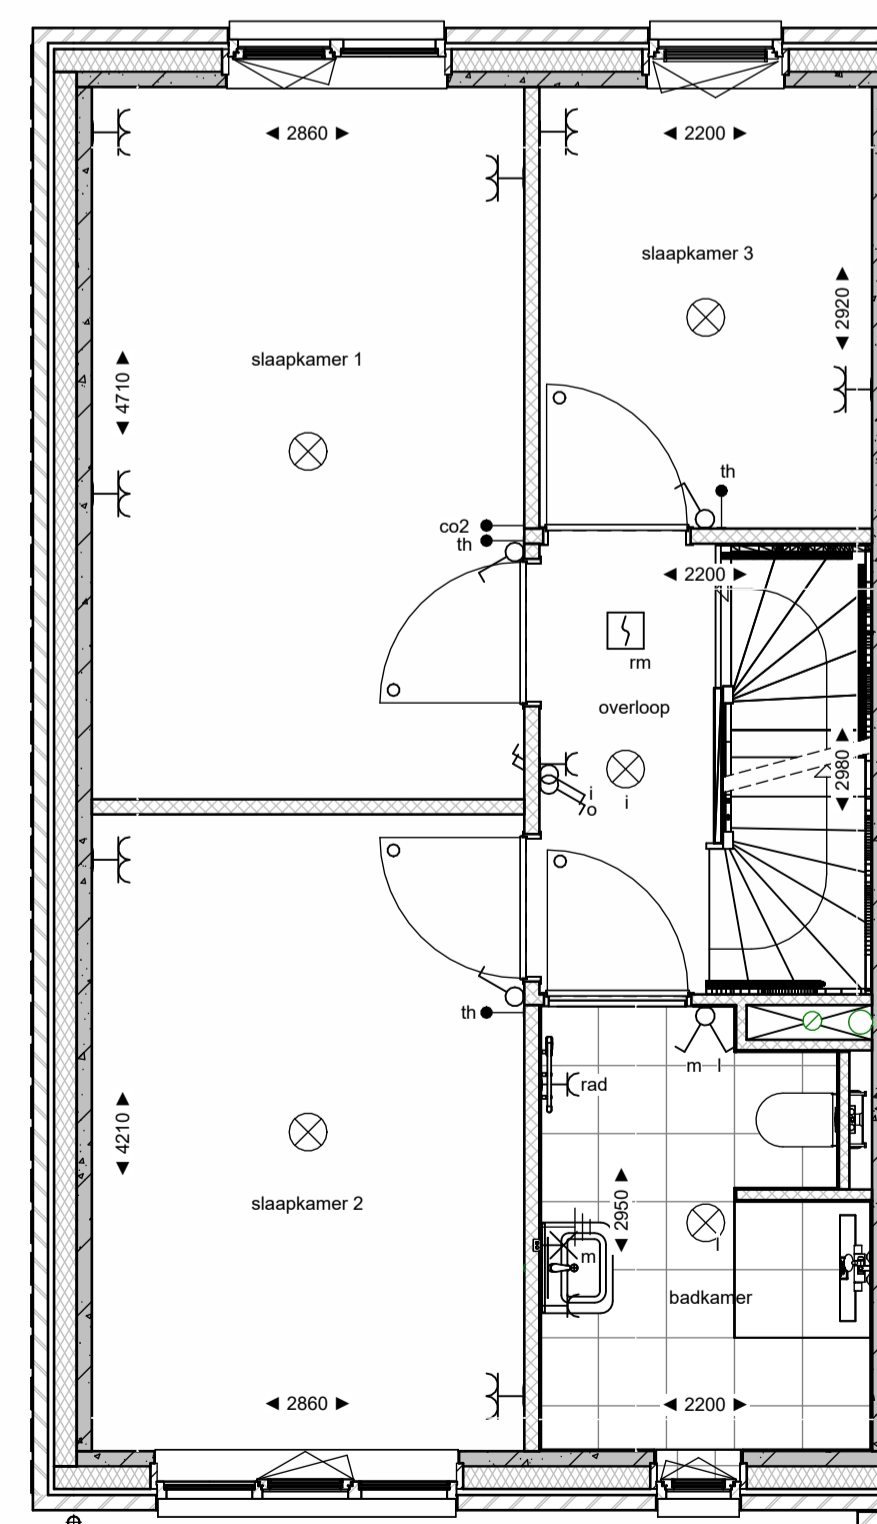 2860
2200
slaapkamer 3
2920
slaapkamer 1
4710
th
co2
th
2200
rm
overloop
2980
i
o
i
th
m l
rad
4210
slaapkamer 2
2950
l
m
badkamer
2860
2200